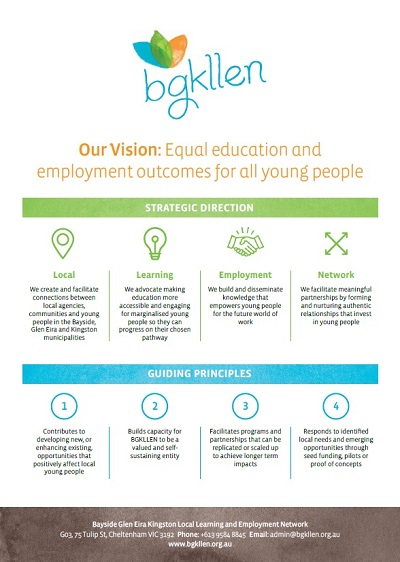 bgkllen
Our Vision: Equal education and
employment outcomes for all young people
STRATEGIC DIRECTION
Local
We create and facilitate
connections between
local agencies,
communities and young
people in the Bayside,
Glen Eira and Kingston
municipalities
Learning
We advocate making
education more
accessible and engaging
for marginalised young
people so they can
progress on their chosen
pathway
Employment
We build and disseminate
knowledge that
empowers young people
for the future world of
work
Network
We facilitate meaningful
partnerships by forming
and nurturing authentic
relationships that invest
in young people
GUIDING PRINCIPLES
1
Contributes to
developing new, or
enhancing existing,
opportunities that
positively affect local
young people
2
Builds capacity for
BGKLLEN to be a
valued and self-
sustaining entity
3
Facilitates programs and
partnerships that can be
replicated or scaled up
to achieve longer term
impacts
4
Responds to identified
local needs and emerging
opportunities through
seed funding, pilots or
proof of concepts
Bayside Glen Eira Kingston Local Learning and Employment Network
G03, 75 Tulip St, Cheltenham VIC 3192 Phone: +613 9584 8845 Email: admin@bgkllen.org.au
www.bgkllen.org.au